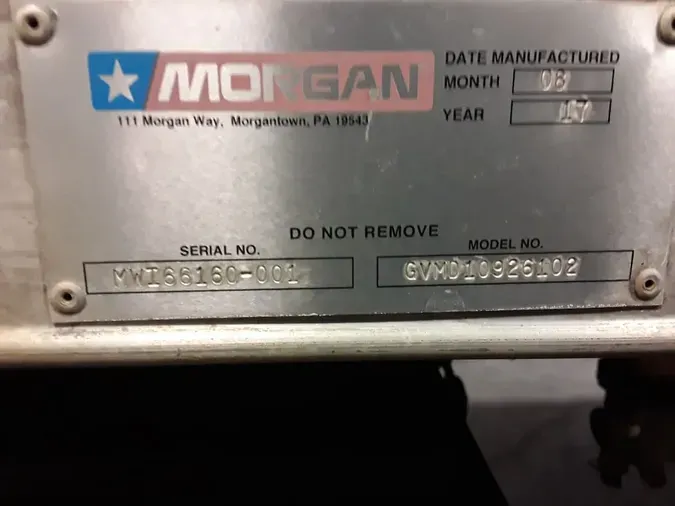 MORGAN
111 Morgan Way, Morgantown, PA 19543
DATE MANUFACTURED
MONTH 08
YEAR 17
DO NOT REMOVE
SERIAL NO.
MWI66160-001
MODEL NO.
GVMD10926102